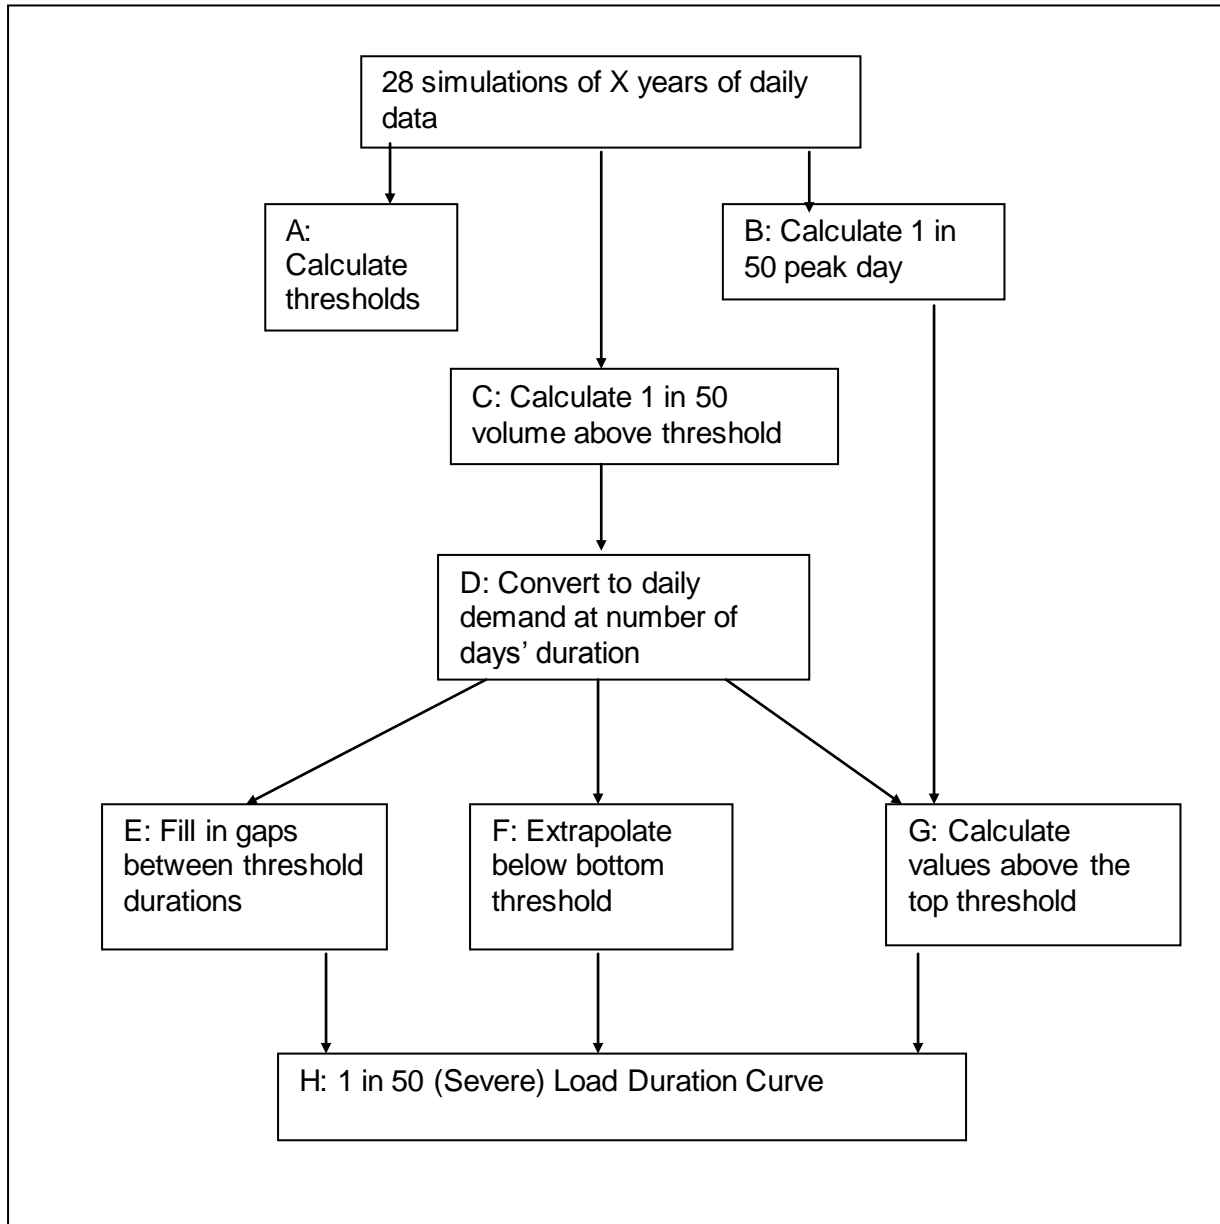 28 simulations of X years of daily
data
A:
Calculate
thresholds
B: Calculate 1 in
50 peak day
C: Calculate 1 in 50
volume above threshold
D: Convert to daily
demand at number of
days’ duration
E: Fill in gaps
between threshold
durations
F: Extrapolate
below bottom
threshold
G: Calculate
values above the
top threshold
H: 1 in 50 (Severe) Load Duration Curve